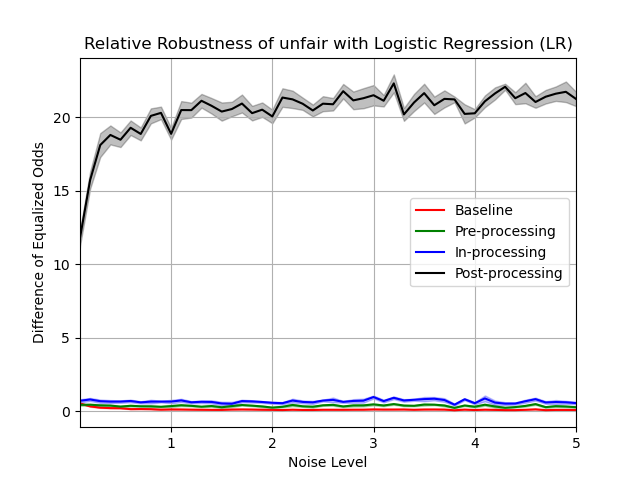 Relative Robustness of unfair with Logistic Regression (LR)
Difference of Equalized Odds
20
15
10
5
0
Baseline
Pre-processing
In-processing
Post-processing
1 2 3 4 5
Noise Level